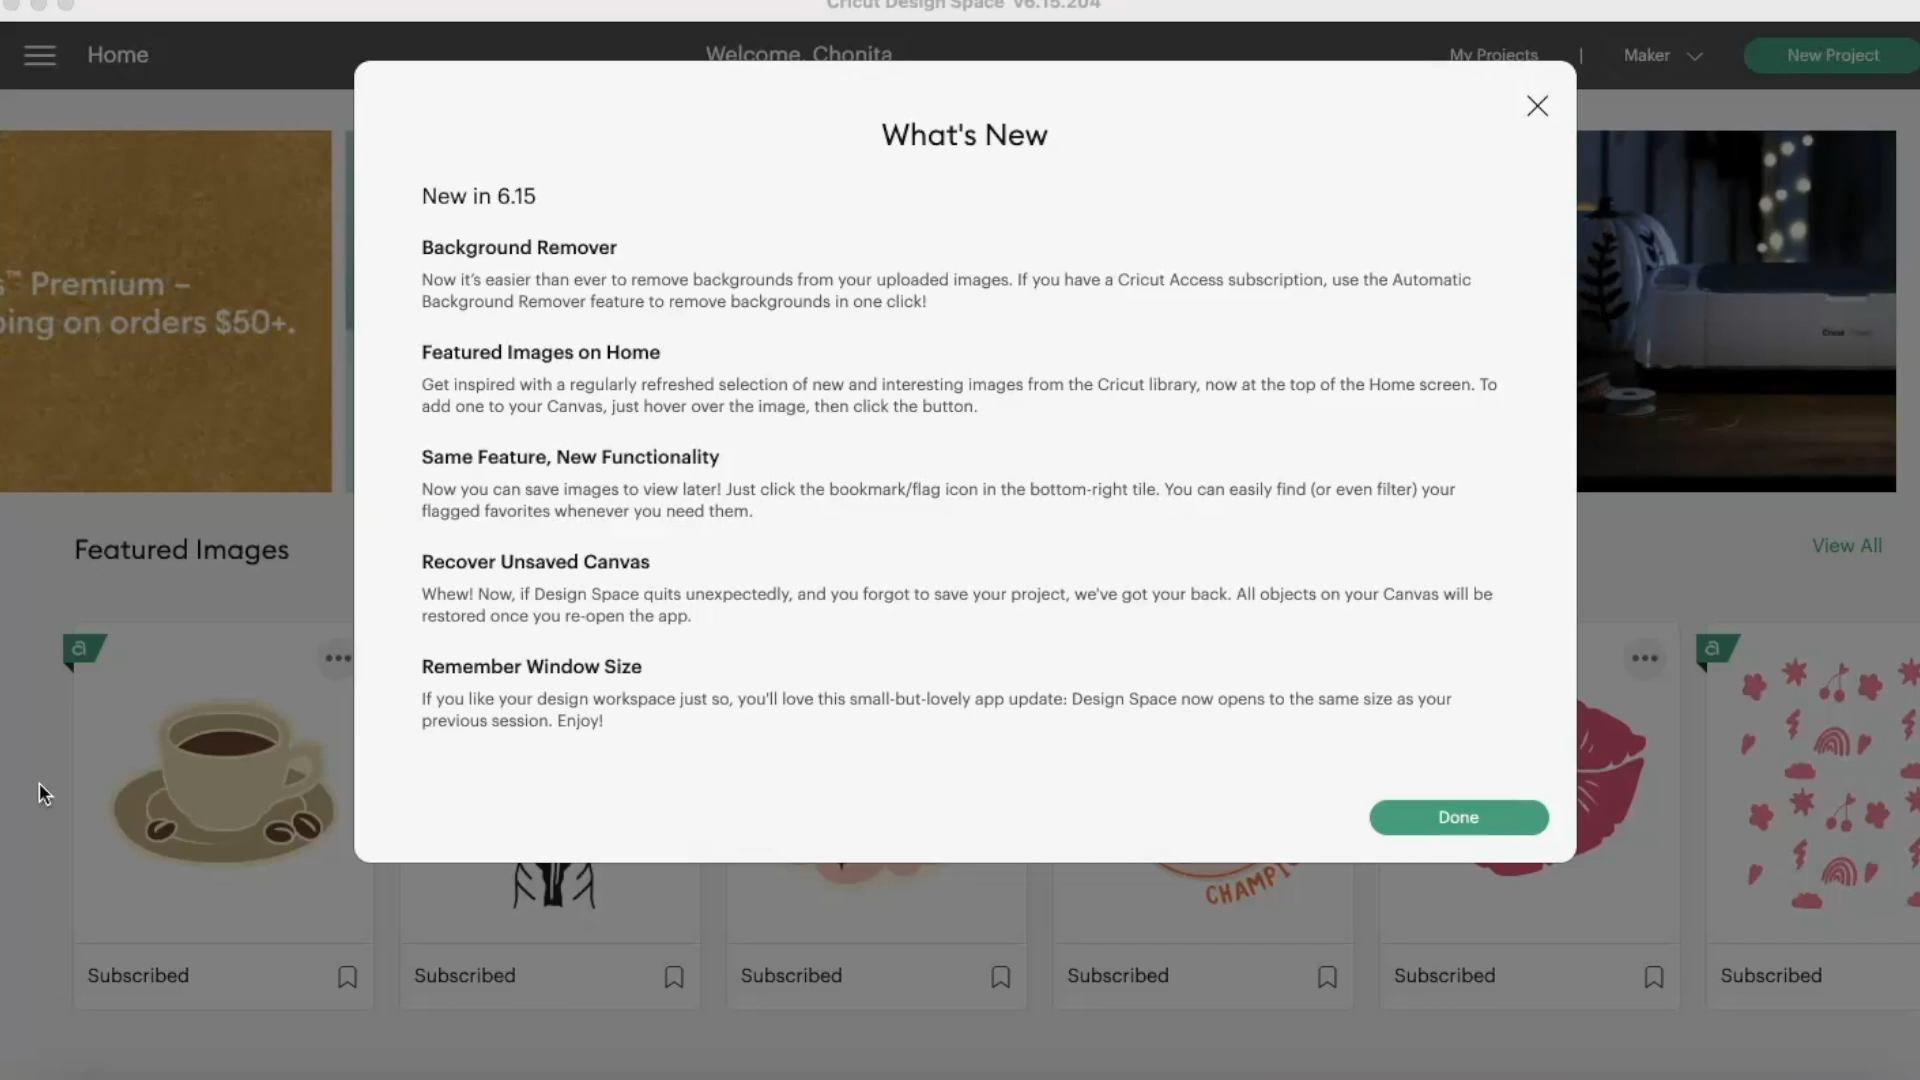 Cricut Design Space v6.15.204
Home
Welcome, Chonita
My Projects
|
Maker
New Project
What's New
New in 6.15
Background Remover
Now it's easier than ever to remove backgrounds from your uploaded images. If you have a Cricut Access subscription, use the Automatic
Background Remover feature to remove backgrounds in one click!
Featured Images on Home
Get inspired with a regularly refreshed selection of new and interesting images from the Cricut library, now at the top of the Home screen. To
add one to your Canvas, just hover over the image, then click the button.
Same Feature, New Functionality
Now you can save images to view later! Just click the bookmark/flag icon in the bottom-right tile. You can easily find (or even filter) your
flagged favorites whenever you need them.
Recover Unsaved Canvas
Whew! Now, if Design Space quits unexpectedly, and you forgot to save your project, we've got your back. All objects on your Canvas will be
restored once you re-open the app.
Remember Window Size
If you like your design workspace just so, you'll love this small-but-lovely app update: Design Space now opens to the same size as your
previous session. Enjoy!
Done
s™ Premium –
ping on orders $50+.
Cricut
Featured Images
View All
a
a
CHAMPI
Subscribed
Subscribed
Subscribed
Subscribed
Subscribed
Subscribed